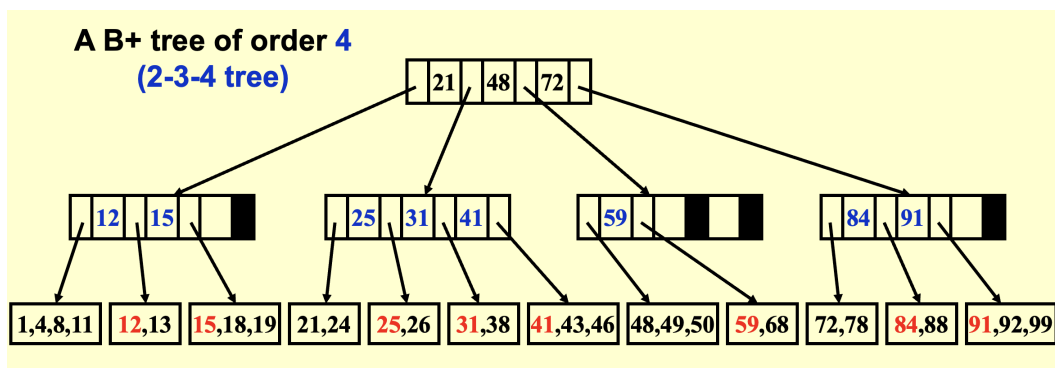 A B+ tree of order 4
(2-3-4 tree)
21 48 72
12 15 25 31 41 59 84 91
1,4,8,11 12,13 15,18,19 21,24 25,26 31,38 41,43,46 48,49,50 59,68 72,78 84,88 91,92,99